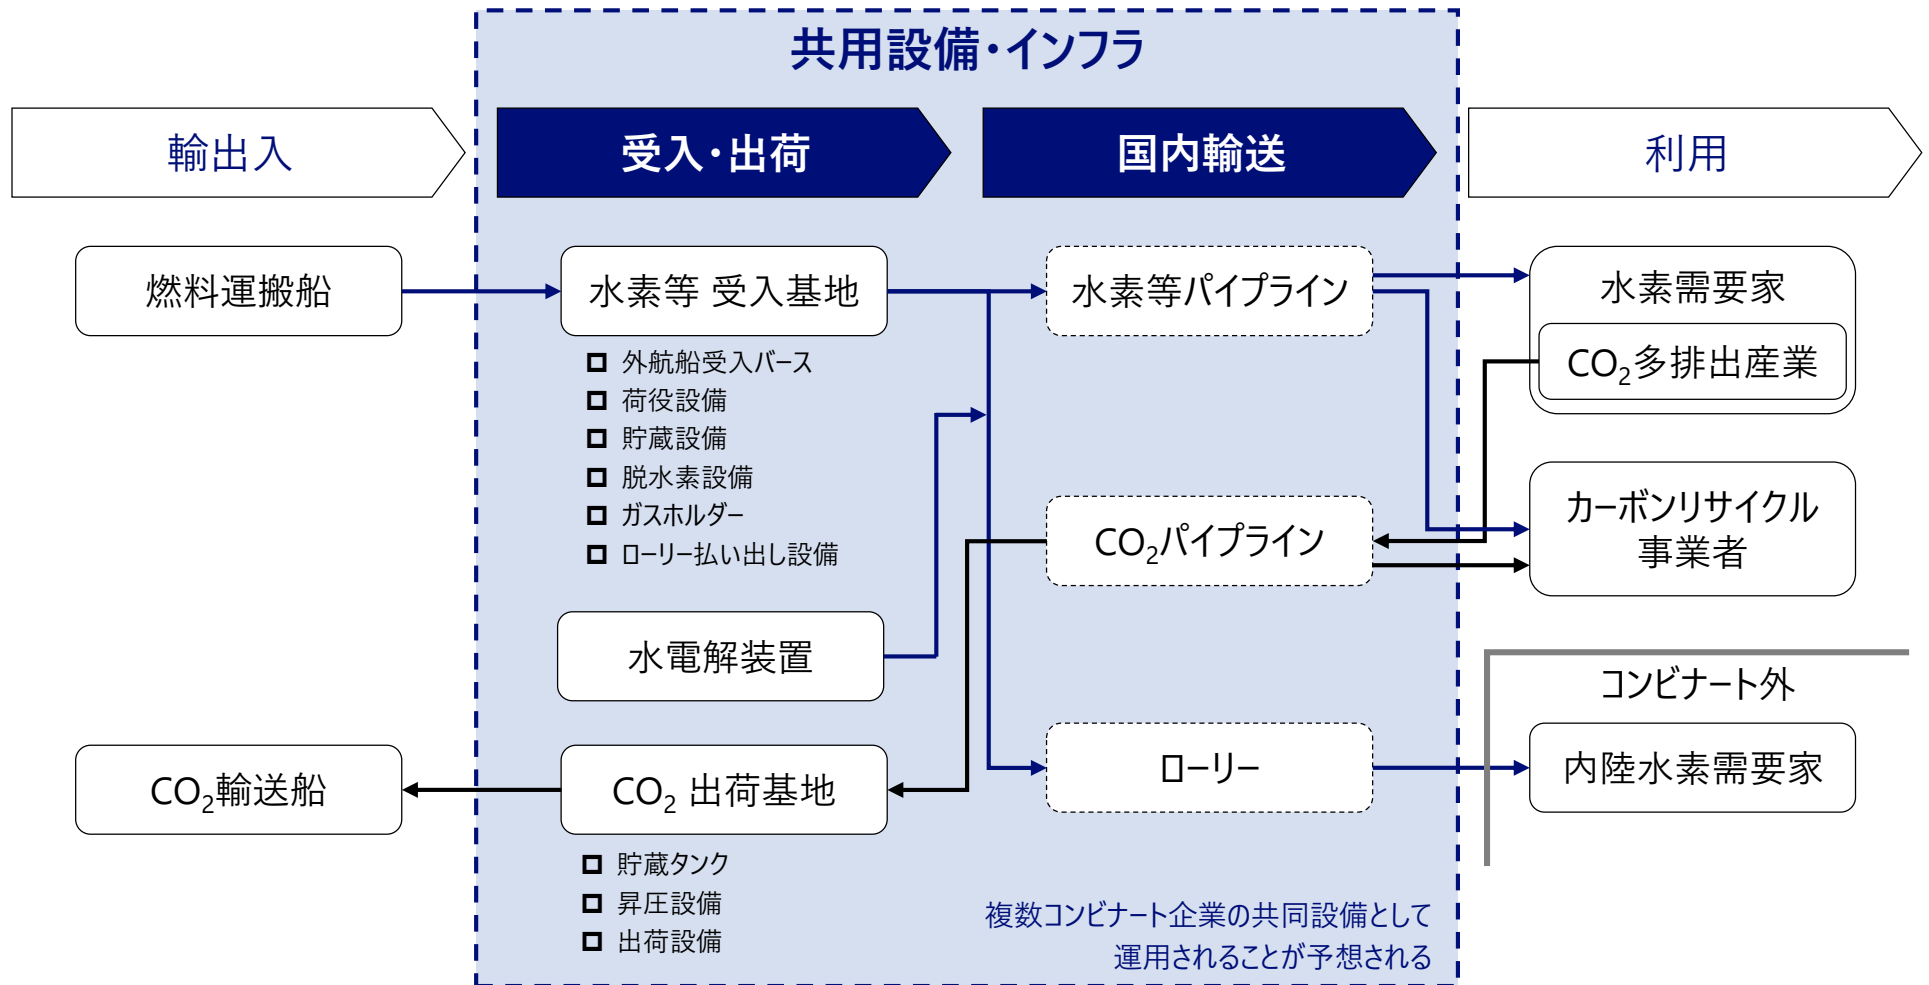 共用設備・インフラ
輸出入
受入・出荷
国内輸送
利用
燃料運搬船
水素等 受入基地
水素等パイプライン
水素需要家
CO₂多排出産業
外航船受入バース
荷役設備
貯蔵設備
脱水素設備
ガスホルダー
ローリー払い出し設備
CO₂パイプライン
カーボンリサイクル
事業者
水電解装置
コンビナート外
CO₂輸送船
CO₂ 出荷基地
ローリー
内陸水素需要家
貯蔵タンク
昇圧設備
出荷設備
複数コンビナート企業の共同設備として
運用されることが予想される